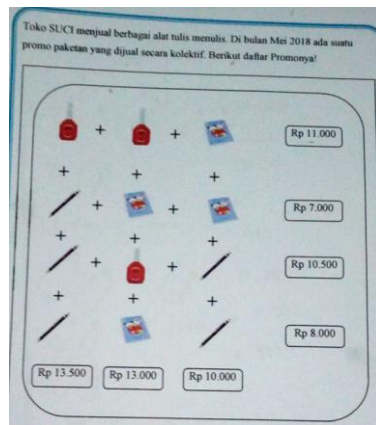 Toko SUCI menjual berbagai alat tulis menulis. Di bulan Mei 2018 ada suatu
promo paketan yang dijual secara kolektif. Berikut daftar Promonya!
+ + Rp 11.000
+ + +
+ + Rp 7.000
+ + +
+ + Rp 10.500
+ + +
Rp 8.000
Rp 13.500 Rp 13.000 Rp 10.000